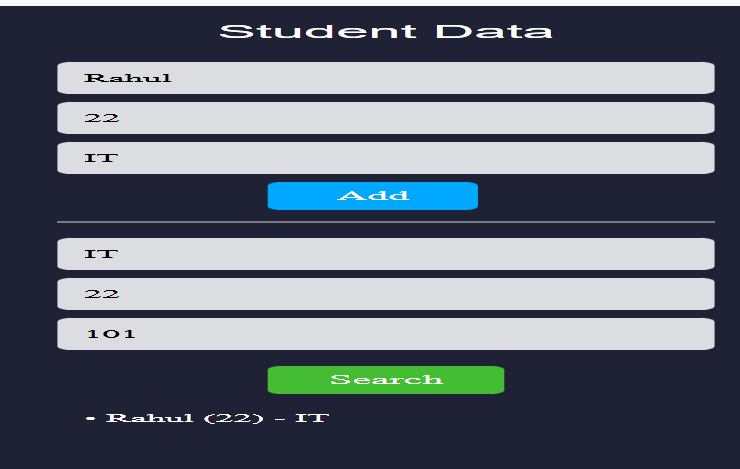 Student Data
Rahul
22
IT
Add
IT
22
101
Search
• Rahul (22) - IT